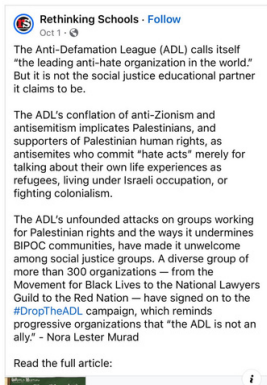 Rethinking Schools · Follow
Oct 1 ·
The Anti-Defamation League (ADL) calls itself
“the leading anti-hate organization in the world.”
But it is not the social justice educational partner
it claims to be.
The ADL's conflation of anti-Zionism and
antisemitism implicates Palestinians, and
supporters of Palestinian human rights, as
antisemites who commit “hate acts” merely for
talking about their own life experiences as
refugees, living under Israeli occupation, or
fighting colonialism.
The ADL's unfounded attacks on groups working
for Palestinian rights and the ways it undermines
BIPOC communities, have made it unwelcome
among social justice groups. A diverse group of
more than 300 organizations — from the
Movement for Black Lives to the National Lawyers
Guild to the Red Nation — have signed on to the
#DropTheADL campaign, which reminds
progressive organizations that “the ADL is not an
ally.” - Nora Lester Murad
Read the full article: